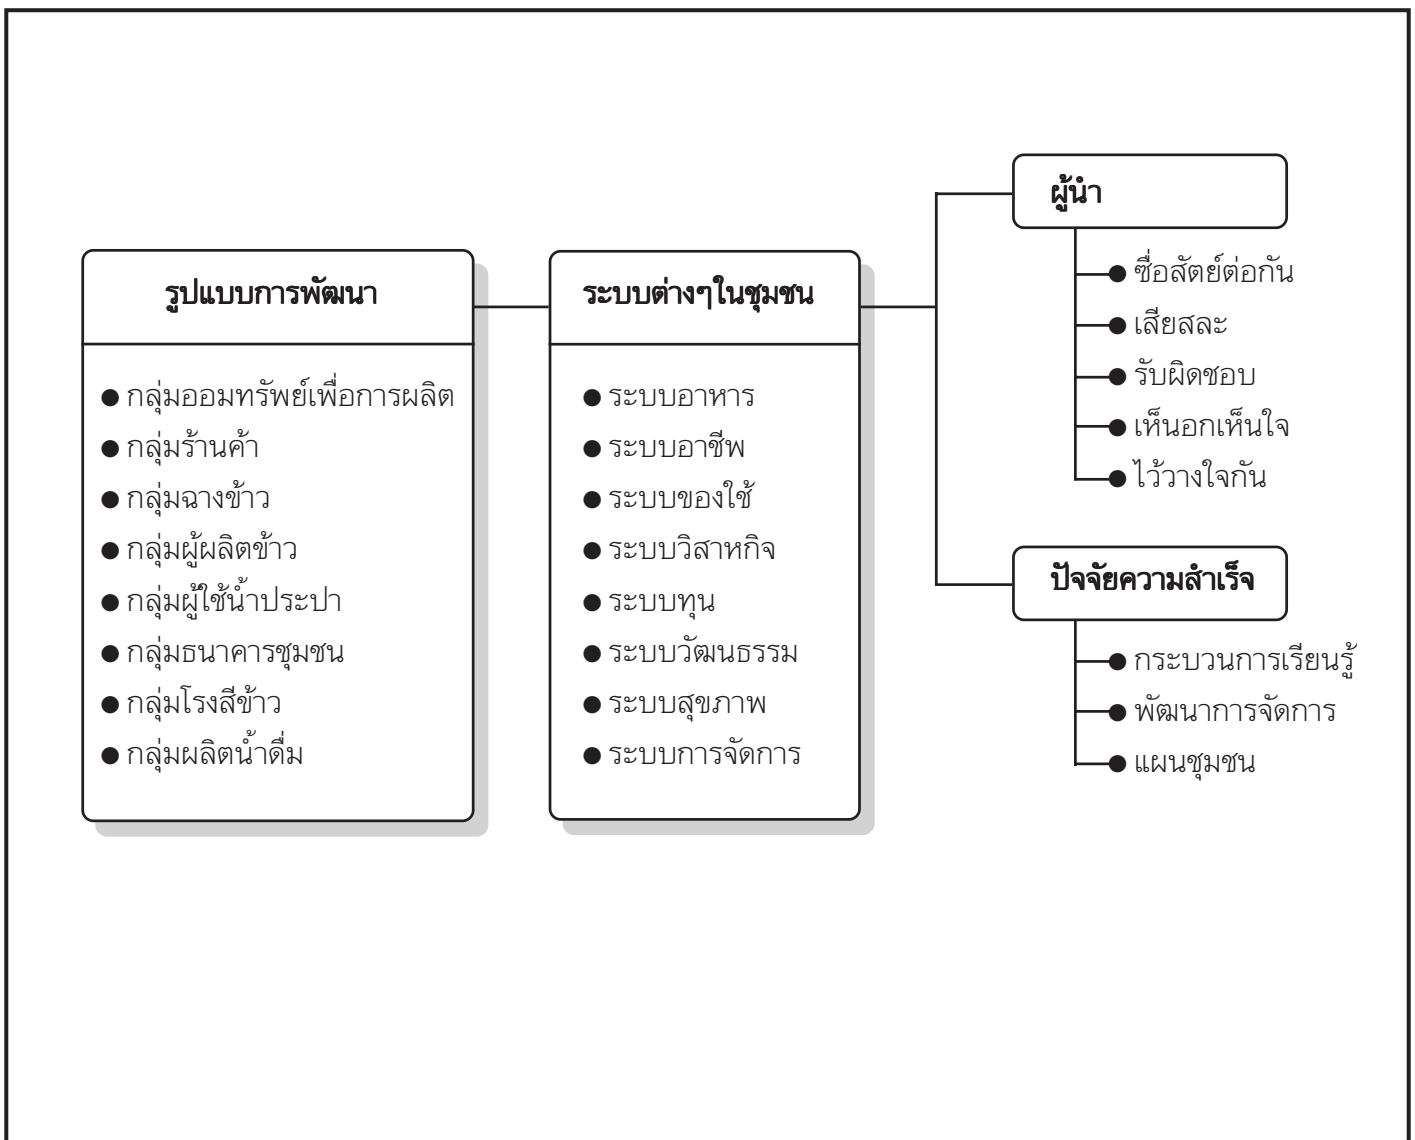 รูปแบบการพัฒนา
● กลุ่มออมทรัพย์เพื่อการผลิต
● กลุ่มร้านค้า
● กลุ่มฉางข้าว
● กลุ่มผู้ผลิตข้าว
● กลุ่มผู้ใช้น้ำประปา
● กลุ่มธนาคารชุมชน
● กลุ่มโรงสีข้าว
● กลุ่มผลิตน้ำดื่ม
ระบบต่างๆในชุมชน
● ระบบอาหาร
● ระบบอาชีพ
● ระบบของใช้
● ระบบวิสาหกิจ
● ระบบทุน
● ระบบวัฒนธรรม
● ระบบสุขภาพ
● ระบบการจัดการ
ผู้นำ
● ซื่อสัตย์ต่อกัน
● เสียสละ
● รับผิดชอบ
● เห็นอกเห็นใจ
● ไว้วางใจกัน
ปัจจัยความสำเร็จ
● กระบวนการเรียนรู้
● พัฒนาการจัดการ
● แผนชุมชน